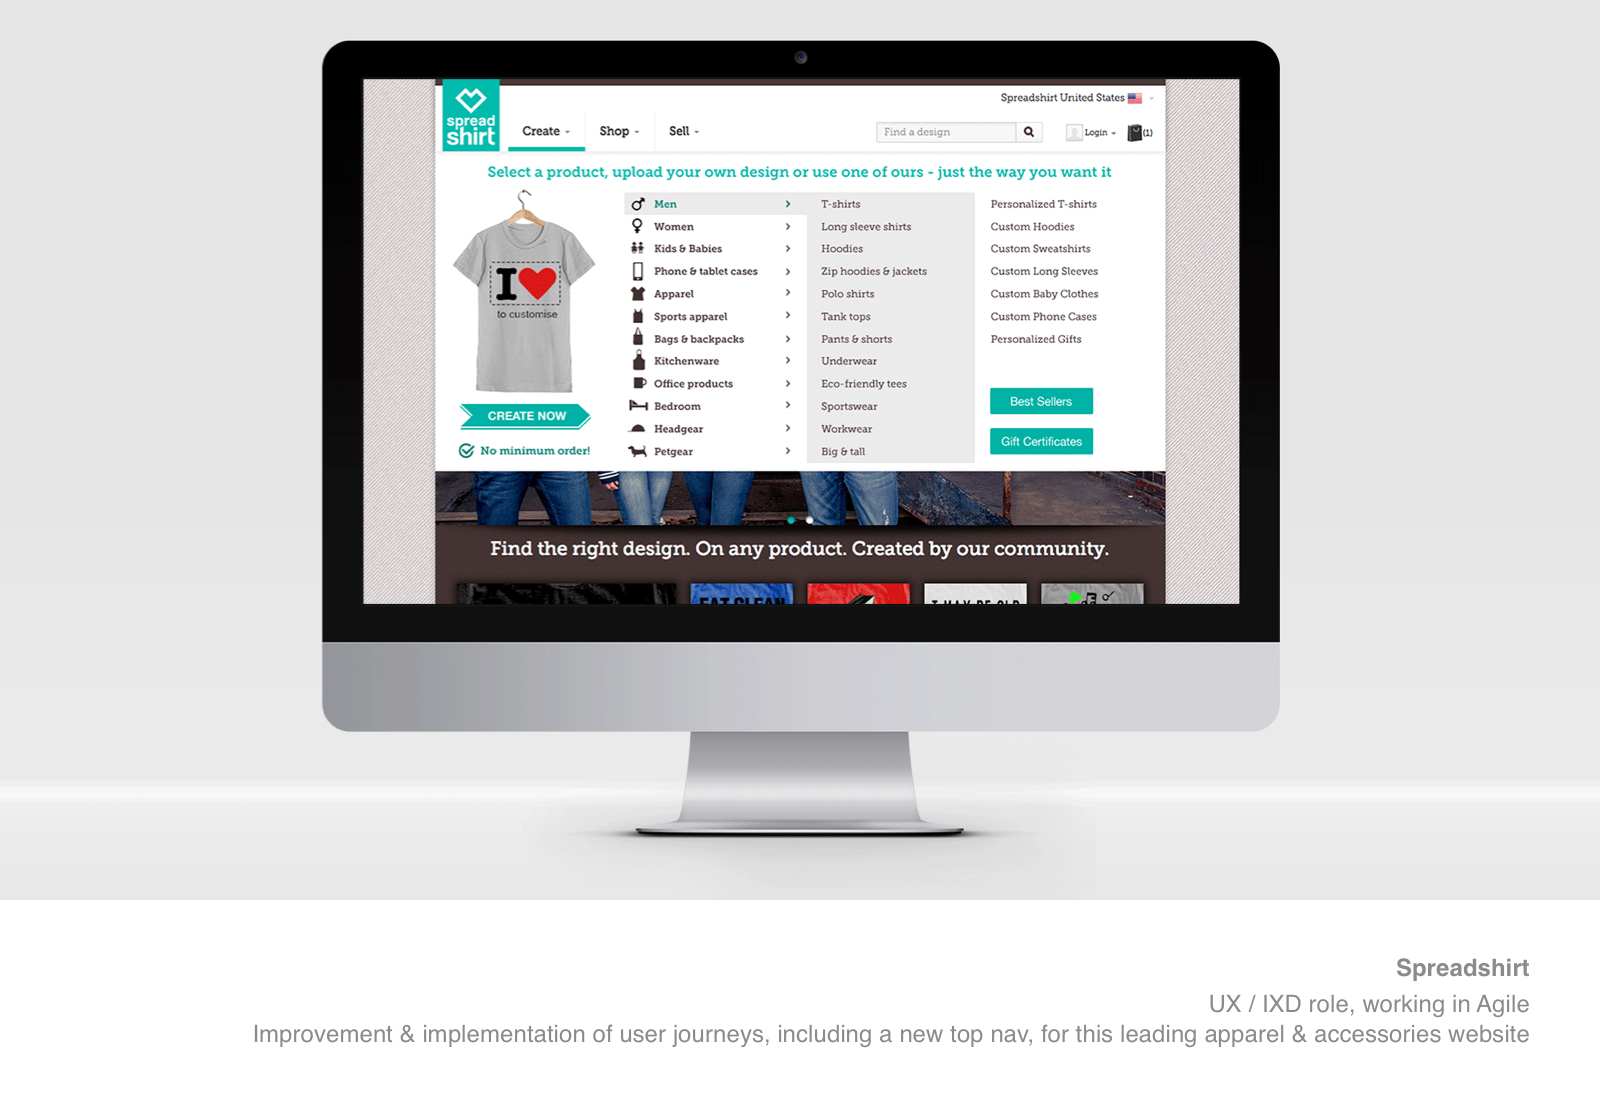 Spreadshirt United States
spread
shirt
Create
Shop
Sell
Find a design
Login
(1)
Select a product, upload your own design or use one of ours - just the way you want it
I
to customise
CREATE NOW
No minimum order!
Men
Women
Kids & Babies
Phone & tablet cases
Apparel
Sports apparel
Bags & backpacks
Kitchenware
Office products
Bedroom
Headgear
Petgear
T-shirts
Long sleeve shirts
Hoodies
Zip hoodies & jackets
Polo shirts
Tank tops
Pants & shorts
Underwear
Eco-friendly tees
Sportswear
Workwear
Big & tall
Personalized T-shirts
Custom Hoodies
Custom Sweatshirts
Custom Long Sleeves
Custom Baby Clothes
Custom Phone Cases
Personalized Gifts
Best Sellers
Gift Certificates
Find the right design. On any product. Created by our community.
EAT CLEAN
I MAY BE OLD
Spreadshirt
UX / IXD role, working in Agile
Improvement & implementation of user journeys, including a new top nav, for this leading apparel & accessories website